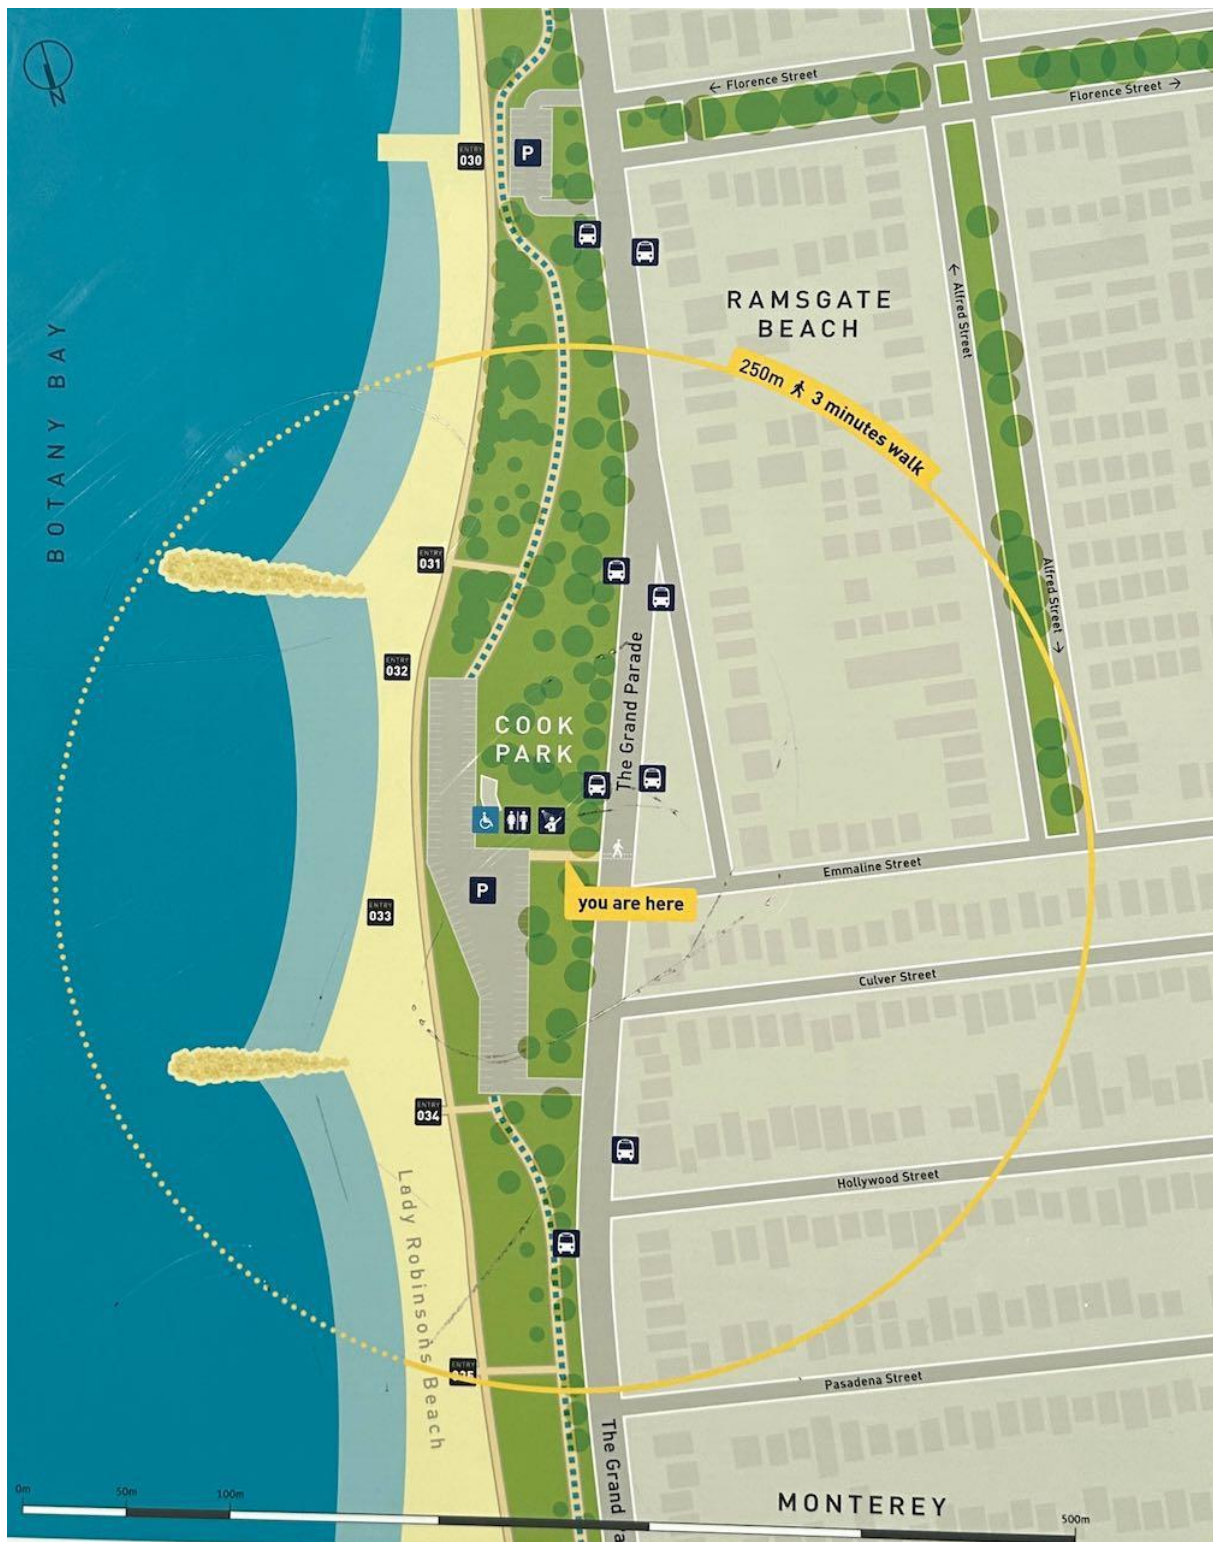 N
← Florence Street
Florence Street →
ENTRY
030
P
RAMSGATE
BEACH
← Alfred Street
BOTANY BAY
250m 3 minutes walk
ENTRY
031
Alfred Street →
ENTRY
032
The Grand Parade
COOK
PARK
Emmaline Street
P
you are here
ENTRY
033
Culver Street
ENTRY
034
Hollywood Street
Lady Robinsons Beach
ENTRY
035
Pasadena Street
The Grand
MONTEREY
0m
50m
100m
500m